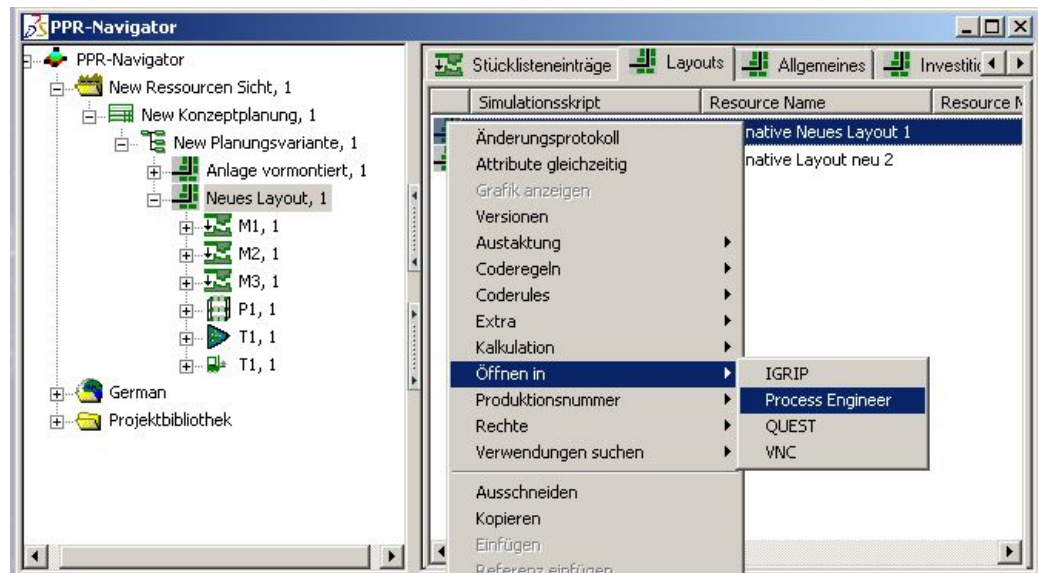 PPR-Navigator
PPR-Navigator
New Ressourcen Sicht, 1
New Konzeptplanung, 1
New Planungsvariante, 1
Anlage vormontiert, 1
Neues Layout, 1
M1, 1
M2, 1
M3, 1
P1, 1
T1, 1
T1, 1
German
Projektbibliothek
Stücklisteneinträge Layouts Allgemeines
Simulationsskript Resource Name Resource
native Neues Layout 1
native Layout neu 2
Änderungsprotokoll
Attribute gleichzeitig
Grafik anzeigen
Versionen
Austaktung
Coderegeln
Coderules
Extra
Kalkulation
Öffnen in
Produktionsnummer
Rechte
Verwendungen suchen
Ausschneiden
Kopieren
Einfügen
Referenz einfügen
IGRIP
Process Engineer
QUEST
VNC